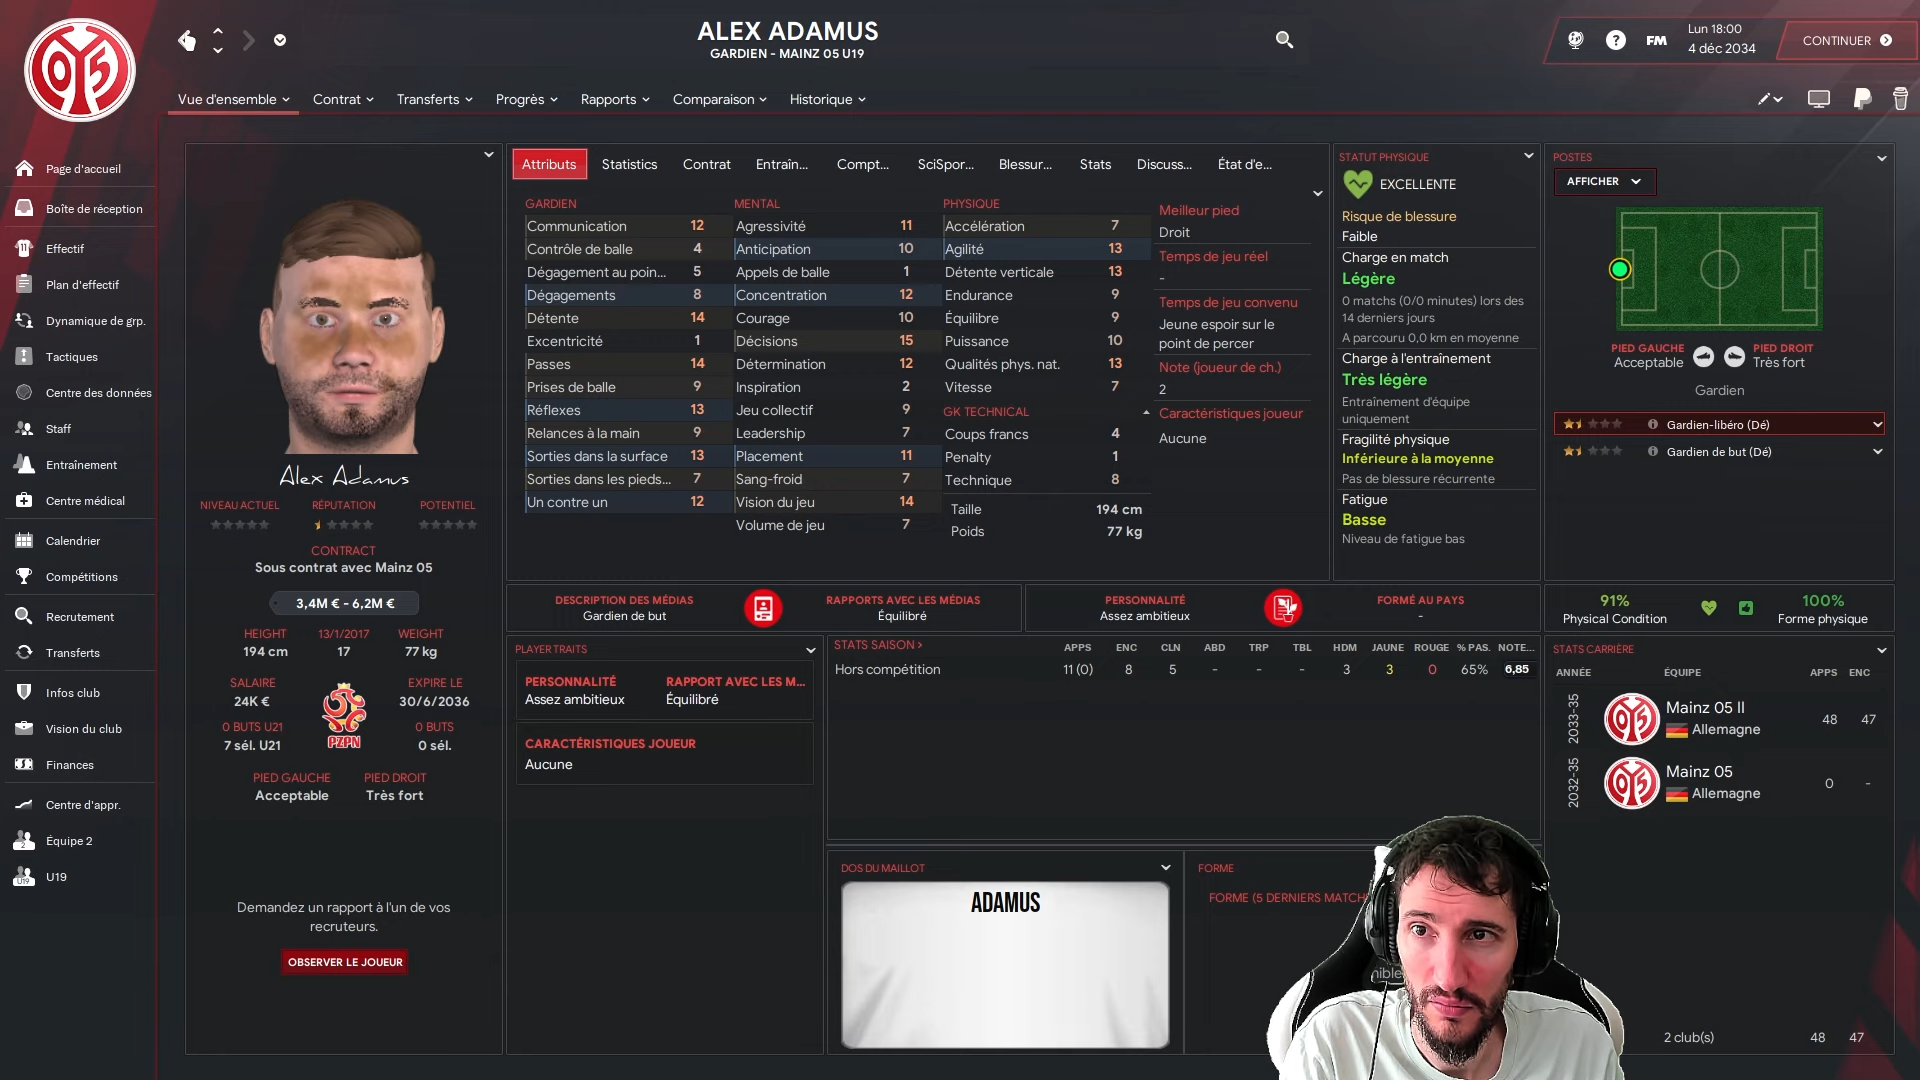 ALEX ADAMUS
GARDIEN - MAINZ 05 U19
FM
Lun 18:00
4 déc 2034
CONTINUER
Vue d'ensemble
Contrat
Transferts
Progrès
Rapports
Comparaison
Historique
Page d'accueil
Boîte de réception
Effectif
Plan d'effectif
Dynamique de grp.
Tactiques
Centre des données
Staff
Entraînement
Centre médical
Calendrier
Compétitions
Recrutement
Transferts
Infos club
Vision du club
Finances
Centre d'appr.
Équipe 2
U19
Alex Adamus
NIVEAU ACTUEL RÉPUTATION POTENTIEL
CONTRACT
Sous contrat avec Mainz 05
3,4M € - 6,2M €
HEIGHT 13/1/2017 WEIGHT
194 cm 17 77 kg
SALAIRE EXPIRE LE
24K € 30/6/2036
0 BUTS U21 0 BUTS
7 sél. U21 PZPN 0 sél.
PIED GAUCHE PIED DROIT
Acceptable Très fort
Demandez un rapport à l'un de vos
recruteurs.
OBSERVER LE JOUEUR
Attributs Statistics Contrat Entraîn... Compt... SciSpor... Blessur... Stats Discuss... État d'e...
GARDIEN
Communication 12
Contrôle de balle 4
Dégagement au poin... 5
Dégagements 8
Détente 14
Excentricité 1
Passes 14
Prises de balle 9
Réflexes 13
Relances à la main 9
Sorties dans la surface 13
Sorties dans les pieds... 7
Un contre un 12
MENTAL
Agressivité 11
Anticipation 10
Appels de balle 1
Concentration 12
Courage 10
Décisions 15
Détermination 12
Inspiration 2
Jeu collectif 9
Leadership 7
Placement 11
Sang-froid 7
Vision du jeu 14
Volume de jeu 7
PHYSIQUE
Accélération 7
Agilité 13
Détente verticale 13
Endurance 9
Équilibre 9
Puissance 10
Qualités phys. nat. 13
Vitesse 7
GK TECHNICAL
Coups francs 4
Penalty 1
Technique 8
Taille 194 cm
Poids 77 kg
Meilleur pied
Droit
Temps de jeu réel
-
Temps de jeu convenu
Jeune espoir sur le
point de percer
Note (joueur de ch.)
2
Caractéristiques joueur
Aucune
STATUT PHYSIQUE
EXCELLENTE
Risque de blessure
Faible
Charge en match
Légère
0 matchs (0/0 minutes) lors des
14 derniers jours
A parcouru 0,0 km en moyenne
Charge à l'entraînement
Très légère
Entraînement d'équipe
uniquement
Fragilité physique
Inférieure à la moyenne
Pas de blessure récurrente
Fatigue
Basse
Niveau de fatigue bas
POSTES
AFFICHER
PIED GAUCHE PIED DROIT
Acceptable Très fort
Gardien
Gardien-libéro (Dé)
Gardien de but (Dé)
DESCRIPTION DES MÉDIAS RAPPORTS AVEC LES MÉDIAS
Gardien de but Équilibré
PERSONNALITÉ FORMÉ AU PAYS
Assez ambitieux -
91% 100%
Physical Condition Forme physique
PLAYER TRAITS
PERSONNALITÉ RAPPORT AVEC LES M...
Assez ambitieux Équilibré
CARACTÉRISTIQUES JOUEUR
Aucune
STATS SAISON > APPS ENC CLN ABD TRP TBL HDM JAUNE ROUGE % PAS. NOTE...
Hors compétition 11 (0) 8 5 - - - 3 3 0 65% 6,85
STATS CARRIÈRE
ANNÉE ÉQUIPE APPS ENC
2033-35 Mainz 05 II 48 47
Allemagne
2032-35 Mainz 05 0 -
Allemagne
2 club(s) 48 47
DOS DU MAILLOT
ADAMUS
FORME
FORME (5 DERNIERS MATCH
nible